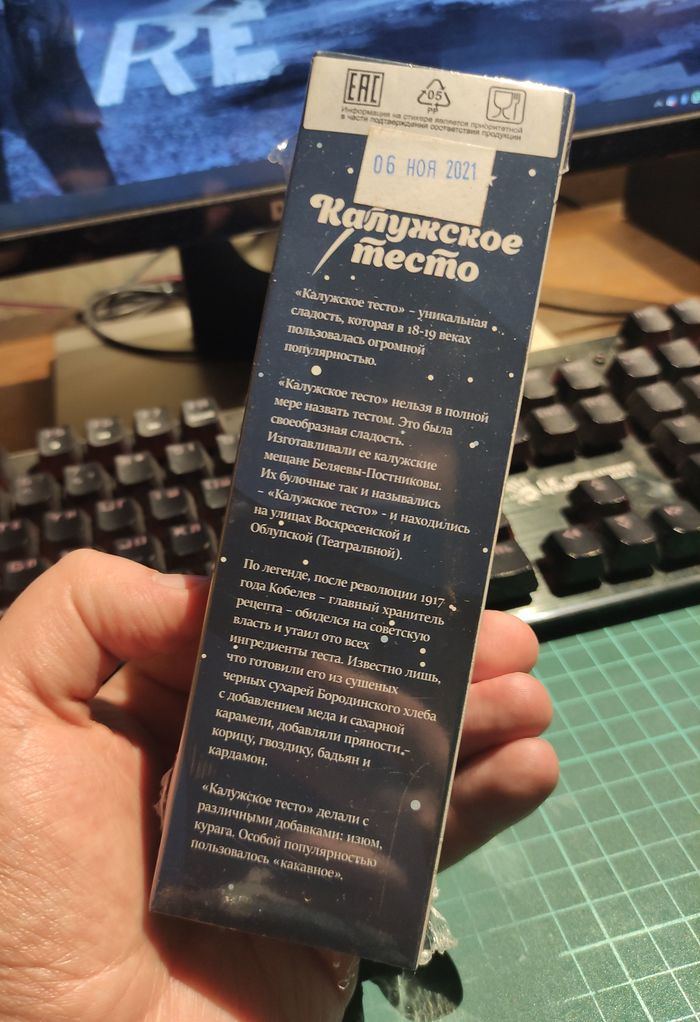 RE
EAC
05
PP
Информация на стикере является приоритетной
в части подтверждения соответствия продукции
06 НОЯ 2021
Калужское
тесто
«Калужское тесто» – уникальная
сладость, которая в 18-19 веках
пользовалась огромной
популярностью.
«Калужское тесто» нельзя в полной
мере назвать тестом. Это была
своеобразная сладость.
Изготавливали ее калужские
мещане Беляевы-Постниковы.
Их булочные так и назывались
– «Калужское тесто» - и находились
на улицах Воскресенской и
Облупской (Театралбной).
По легенде, после революции 1917
года Кобелев – главный хранитель
рецепта – обиделся на советскую
власть и утаил ото всех
ингредиенты теста. Известно лишь,
что готовили его из сушеных
черных сухарей Бородинского хлеба
с добавлением меда и сахарной
карамели, добавляли пряности –
корицу, гвоздику, бадьян и
кардамон.
«Калужское тесто» делали с
различными добавками: изюм,
курага. Особой популярностью
пользовалось «какавное».